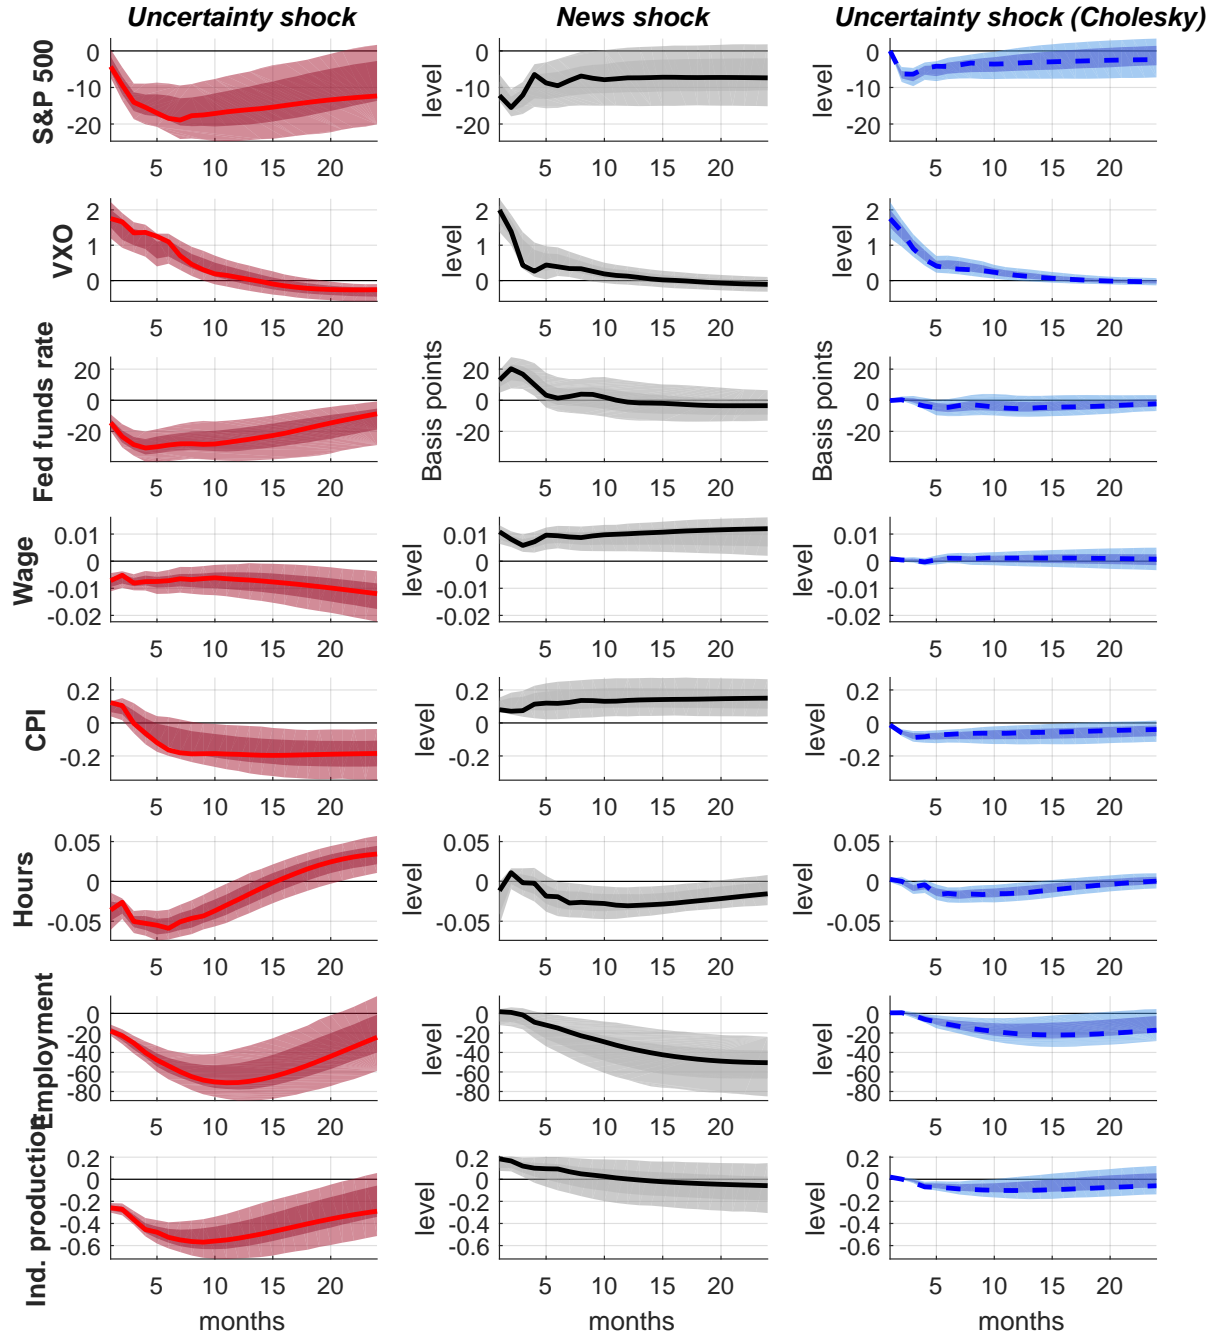 Uncertainty shock News shock Uncertainty shock (Cholesky)
S&P 500
0
-10
-20
5 10 15 20
level
0
-10
-20
5 10 15 20
level
0
-10
-20
5 10 15 20
VXO
2
1
0
5 10 15 20
level
2
1
0
5 10 15 20
level
2
1
0
5 10 15 20
Fed funds rate
20
0
-20
5 10 15 20
Basis points
20
0
-20
5 10 15 20
Basis points
20
0
-20
5 10 15 20
Wage
0.01
0
-0.01
-0.02
5 10 15 20
level
0.01
0
-0.01
-0.02
5 10 15 20
level
0.01
0
-0.01
-0.02
5 10 15 20
CPI
0.2
0
-0.2
5 10 15 20
level
0.2
0
-0.2
5 10 15 20
level
0.2
0
-0.2
5 10 15 20
Hours
0.05
0
-0.05
5 10 15 20
level
0.05
0
-0.05
5 10 15 20
level
0.05
0
-0.05
5 10 15 20
Employment
0
-20
-40
-60
-80
5 10 15 20
level
0
-20
-40
-60
-80
5 10 15 20
level
0
-20
-40
-60
-80
5 10 15 20
Ind. production
0.2
0
-0.2
-0.4
-0.6
5 10 15 20
months
level
0.2
0
-0.2
-0.4
-0.6
5 10 15 20
months
level
0.2
0
-0.2
-0.4
-0.6
5 10 15 20
months